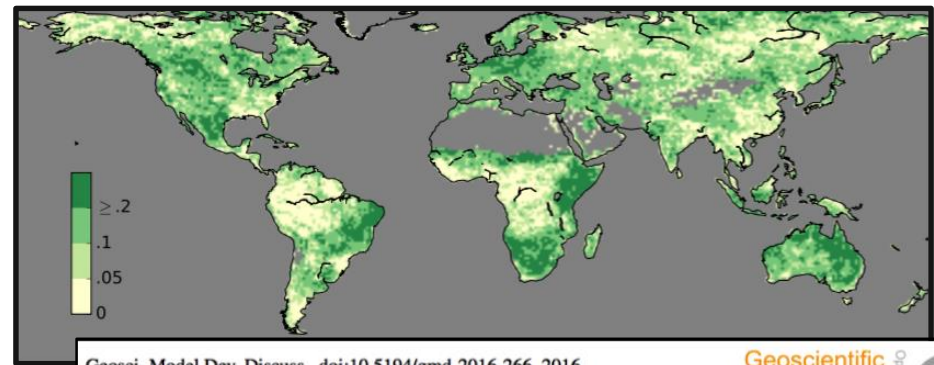 ≥ .2
.1
.05
0
Geosci. Model Dev. Discuss., doi:10.5194/gmd-2016-266, 2016
Geoscientific